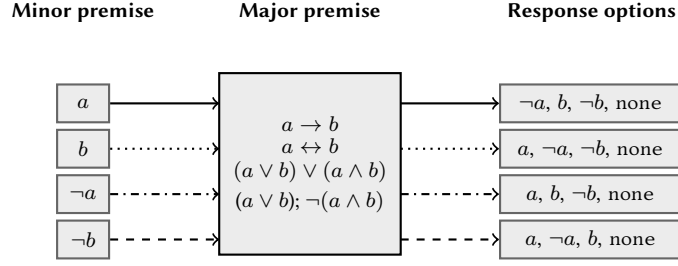 Minor premise Major premise Response options
a ¬a, b, ¬b, none
a → b
b a ↔ b a, ¬a, ¬b, none
(a ∨ b) ∨ (a ∧ b)
¬a (a ∨ b); ¬(a ∧ b) a, b, ¬b, none
¬b a, ¬a, b, none